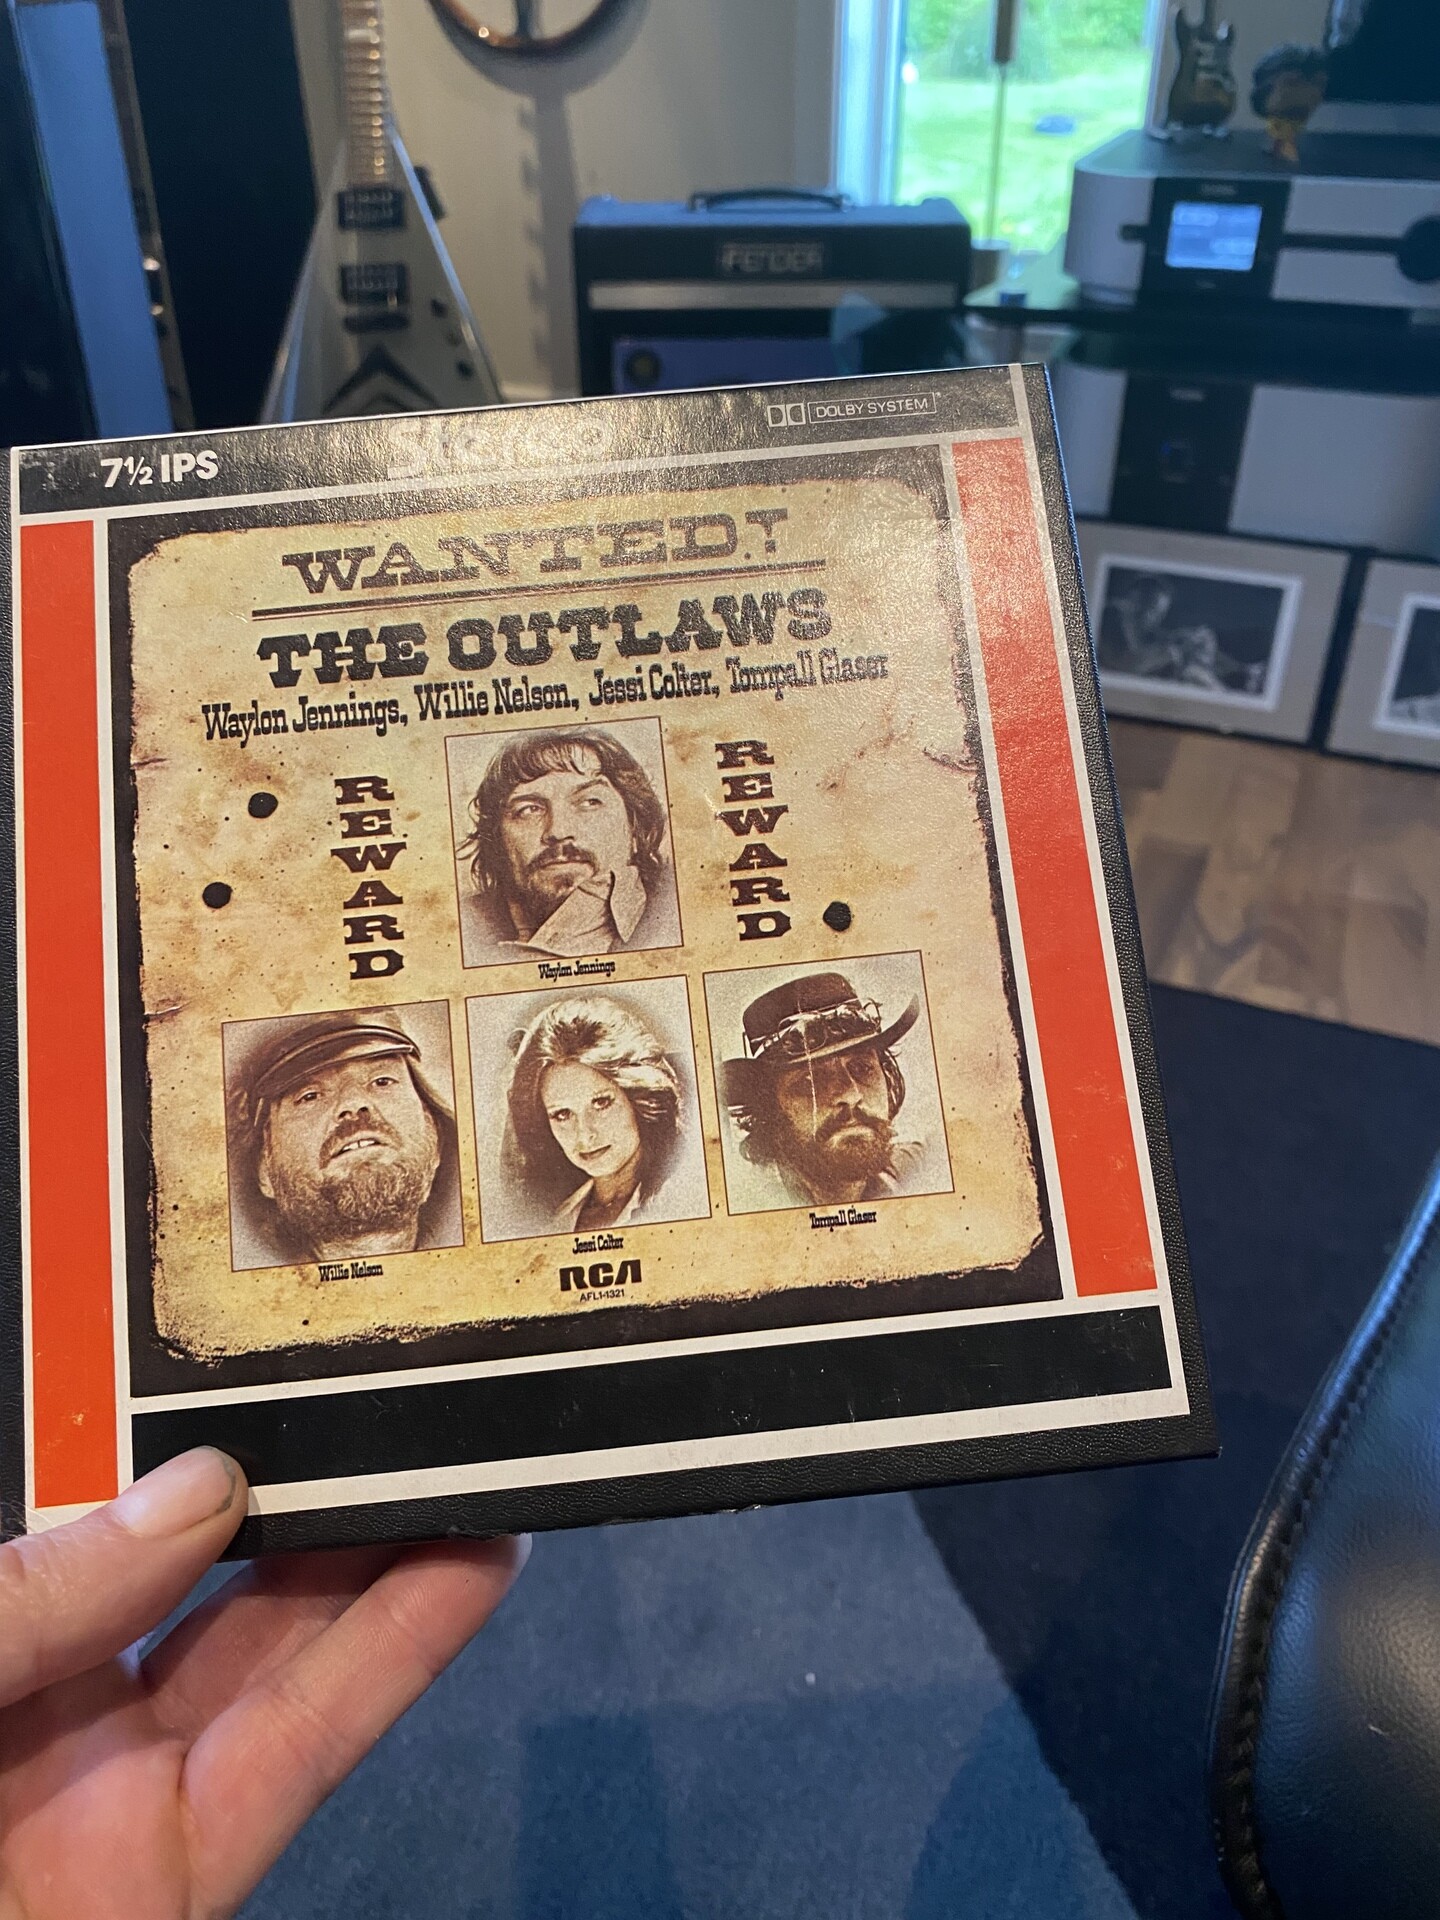 FENDER
DOLBY SYSTEM
7½ IPS
Stereo
WANTED!
THE OUTLAWS
Waylon Jennings, Willie Nelson, Jessi Colter, Tompall Glaser
REWARD
REWARD
Waylon Jennings
Willie Nelson
Jessi Colter
Tompall Glaser
RCA
AFL1-1321